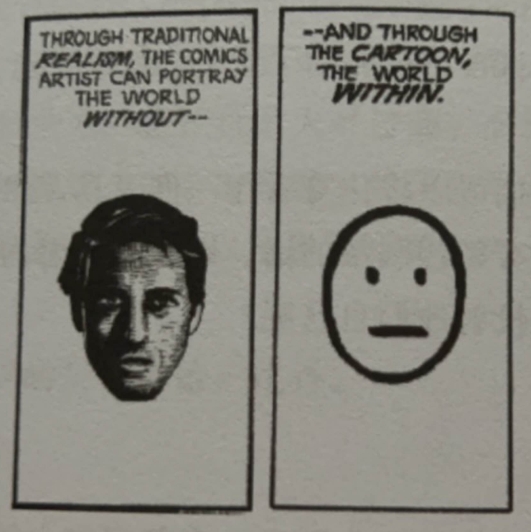 THROUGH TRADITIONAL
REALISM, THE COMICS
ARTIST CAN PORTRAY
THE WORLD
WITHOUT--
--AND THROUGH
THE CARTOON,
THE WORLD
WITHIN.